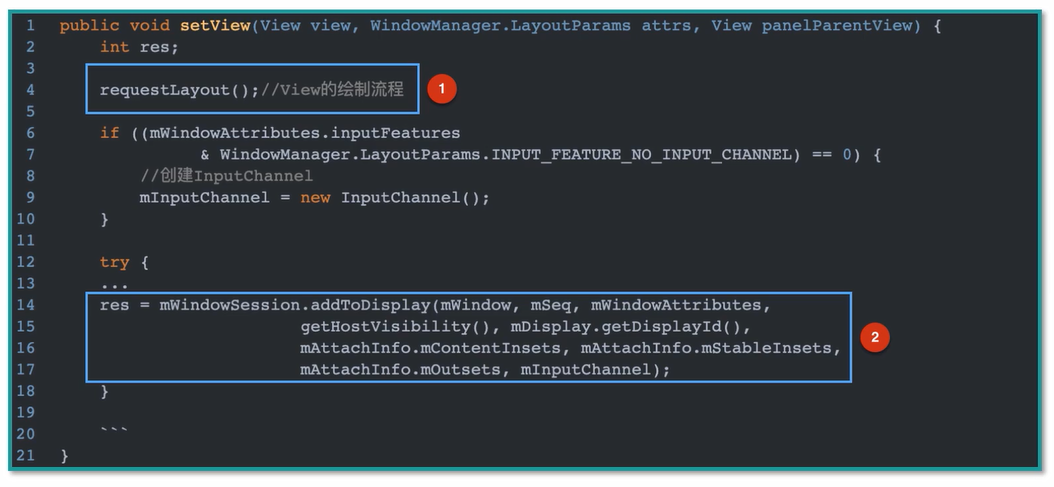 1 public void setView(View view, WindowManager.LayoutParams attrs, View panelParentView) {
2 int res;
3
4 requestLayout();//View的绘制流程 1
5
6 if ((mWindowAttributes.inputFeatures
7 & WindowManager.LayoutParams.INPUT_FEATURE_NO_INPUT_CHANNEL) == 0) {
8 //创建InputChannel
9 mInputChannel = new InputChannel();
10 }
11
12 try {
13 ...
14 res = mWindowSession.addToDisplay(mWindow, mSeq, mWindowAttributes,
15 getHostVisibility(), mDisplay.getDisplayId(),
16 mAttachInfo.mContentInsets, mAttachInfo.mStableInsets, 2
17 mAttachInfo.mOutsets, mInputChannel);
18 }
19
20 ```
21 }